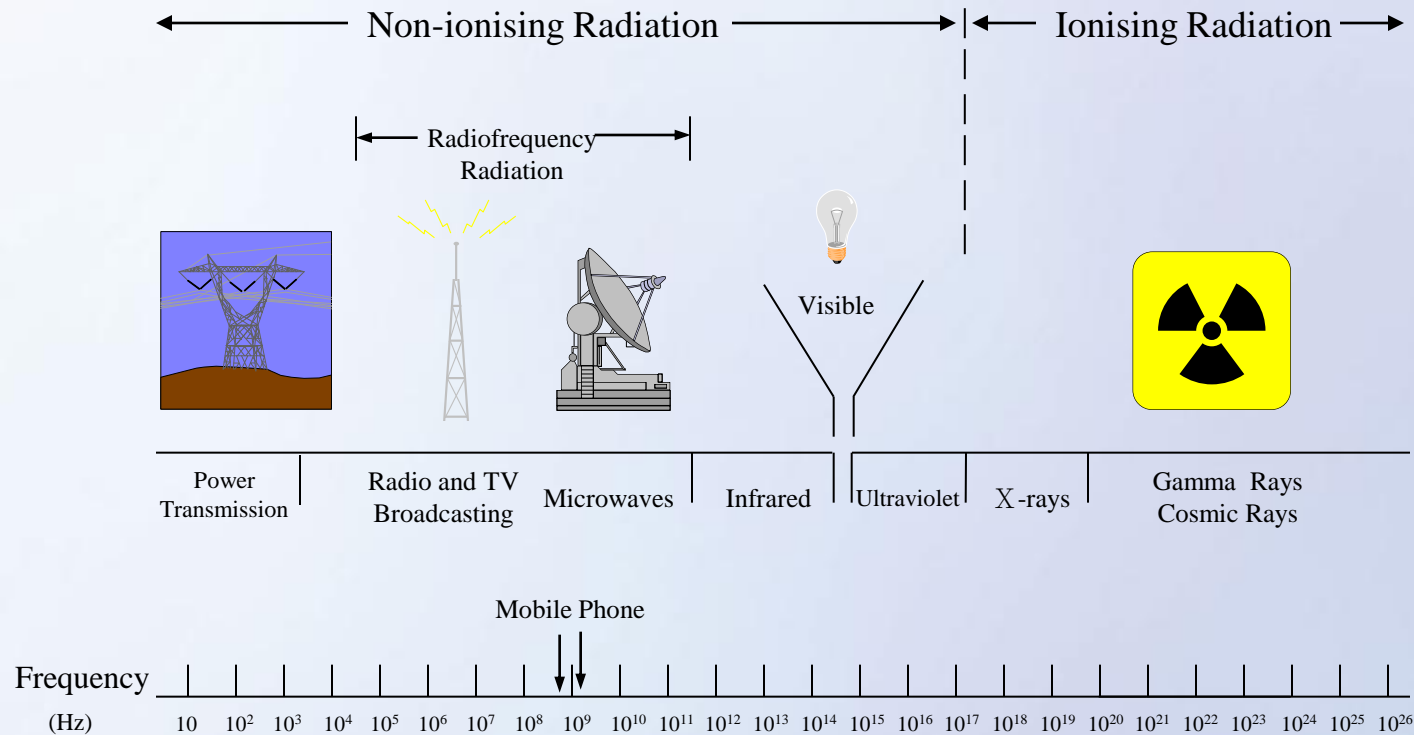 Non-ionising Radiation
Ionising Radiation
Radiofrequency
Radiation
Visible
Power
Transmission
Radio and TV
Broadcasting
Microwaves
Infrared
Ultraviolet
X-rays
Gamma Rays
Cosmic Rays
Mobile Phone
Frequency
(Hz)
10 10² 10³ 10⁴ 10⁵ 10⁶ 10⁷ 10⁸ 10⁹ 10¹⁰ 10¹¹ 10¹² 10¹³ 10¹⁴ 10¹⁵ 10¹⁶ 10¹⁷ 10¹⁸ 10¹⁹ 10²⁰ 10²¹ 10²² 10²³ 10²⁴ 10²⁵ 10²⁶